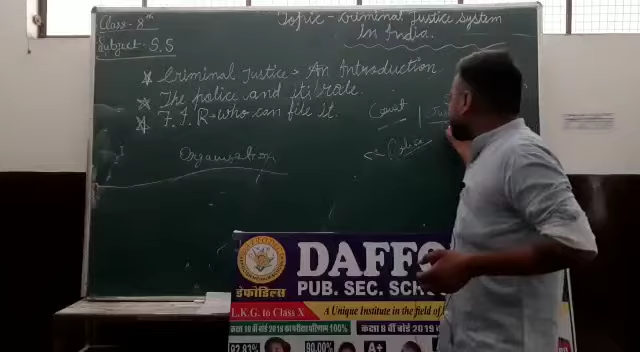 Class- 8th
Subject- S.S
Topic - Criminal Justice System
In India.
Criminal Justice - An Introduction.
The police and its role.
F.I.R - who can file it.
Court
Police
Organisation
DAFFO
PUB. SEC. SCHO
डेफोडिल्स
L.K.G. to Class X
A Unique Institute in the field of
कक्षा 10 वीं बोर्ड 2019 का परीक्षा परिणाम 100%
कक्षा 8 वीं बोर्ड 2019
92.83%
90.00%
A+